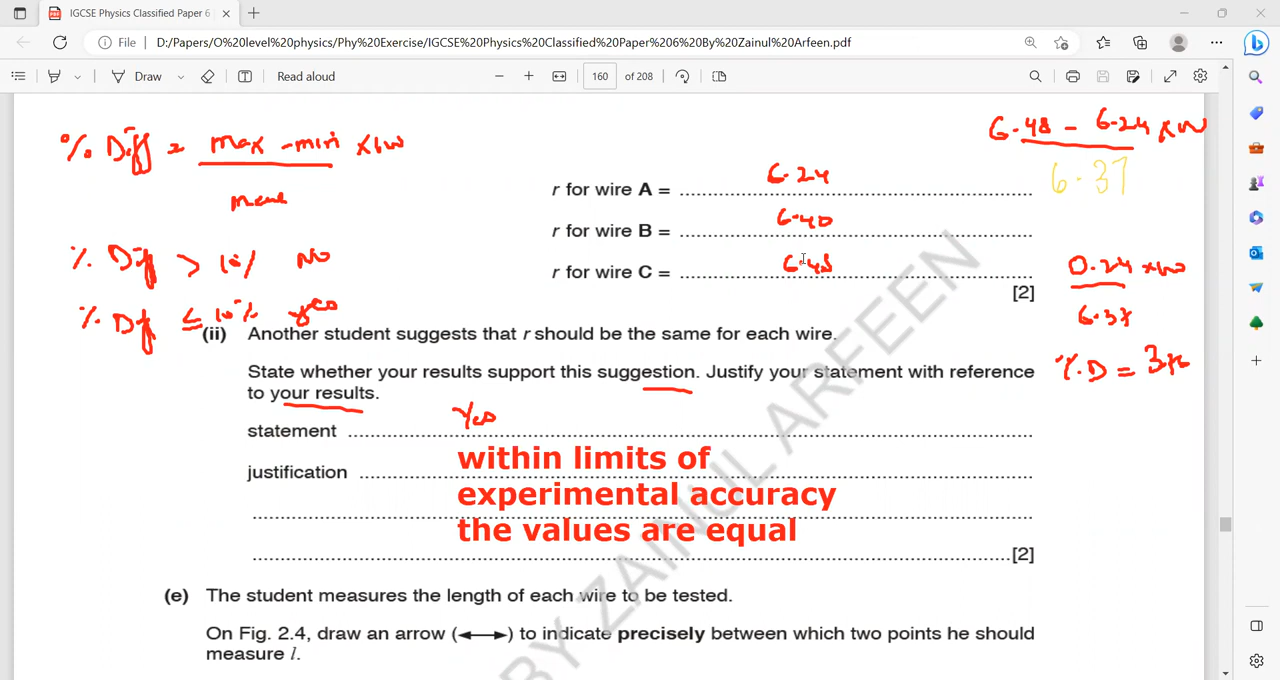 IGCSE Physics Classified Paper 6
File D:/Papers/O%20level%20physics/Phy%20Exercise/IGCSE%20Physics%20Classified%20Paper%206%20By%20Zainul%20Arfeen.pdf
Draw Read aloud 160 of 208
% Diff = max - min x100
mean
% Diff > 10% No
% Diff ≤ 10% yes
6.48 - 6.24 x100
6.37
0.24 x100
6.37
% D = 3.7%
r for wire A = 6.24
r for wire B = 6.40
r for wire C = 6.48
[2]
(ii) Another student suggests that r should be the same for each wire.
State whether your results support this suggestion. Justify your statement with reference
to your results.
statement Yes
justification within limits of
experimental accuracy
the values are equal
[2]
(e) The student measures the length of each wire to be tested.
On Fig. 2.4, draw an arrow (↔) to indicate precisely between which two points he should
measure l.
BY ZAINUL ARFEEN